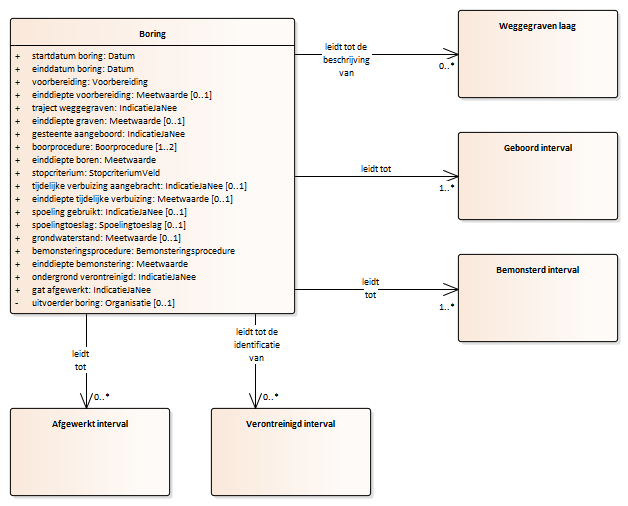 Boring
+ startdatum boring: Datum
+ einddatum boring: Datum
+ voorbereiding: Voorbereiding
+ einddiepte voorbereiding: Meetwaarde [0..1]
+ traject weggegraven: IndicatieJaNee
+ einddiepte graven: Meetwaarde [0..1]
+ gesteente aangeboord: IndicatieJaNee
+ boorprocedure: Boorprocedure [1..2]
+ einddiepte boren: Meetwaarde
+ stopcriterium: StopcriteriumVeld
+ tijdelijke verbuizing aangebracht: IndicatieJaNee [0..1]
+ einddiepte tijdelijke verbuizing: Meetwaarde [0..1]
+ spoeling gebruikt: IndicatieJaNee [0..1]
+ spoelingtoeslag: Spoelingtoeslag [0..1]
+ grondwaterstand: Meetwaarde [0..1]
+ bemonsteringsprocedure: Bemonsteringsprocedure
+ einddiepte bemonstering: Meetwaarde
+ ondergrond verontreinigd: IndicatieJaNee
+ gat afgewerkt: IndicatieJaNee
- uitvoerder boring: Organisatie [0..1]
leidt tot de
beschrijving
van
0..*
Weggegraven laag
leidt tot
1..*
Geboord interval
leidt
tot
1..*
Bemonsterd interval
leidt
tot
0..*
Afgewerkt interval
leidt tot de
identificatie
van
0..*
Verontreinigd interval